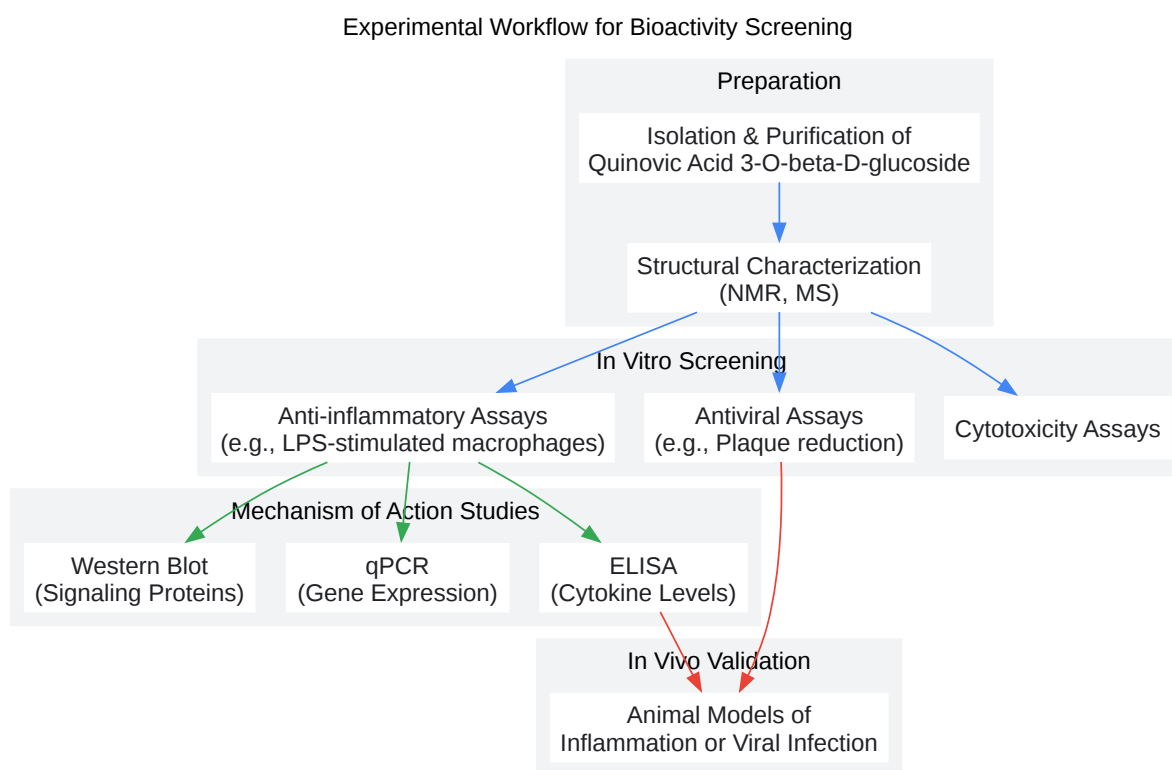 Experimental Workflow for Bioactivity Screening
Preparation
Isolation & Purification of
Quinovic Acid 3-O-beta-D-glucoside
Structural Characterization
(NMR, MS)
In Vitro Screening
Anti-inflammatory Assays
(e.g., LPS-stimulated macrophages)
Antiviral Assays
(e.g., Plaque reduction)
Cytotoxicity Assays
Mechanism of Action Studies
Western Blot
(Signaling Proteins)
qPCR
(Gene Expression)
ELISA
(Cytokine Levels)
In Vivo Validation
Animal Models of
Inflammation or Viral Infection